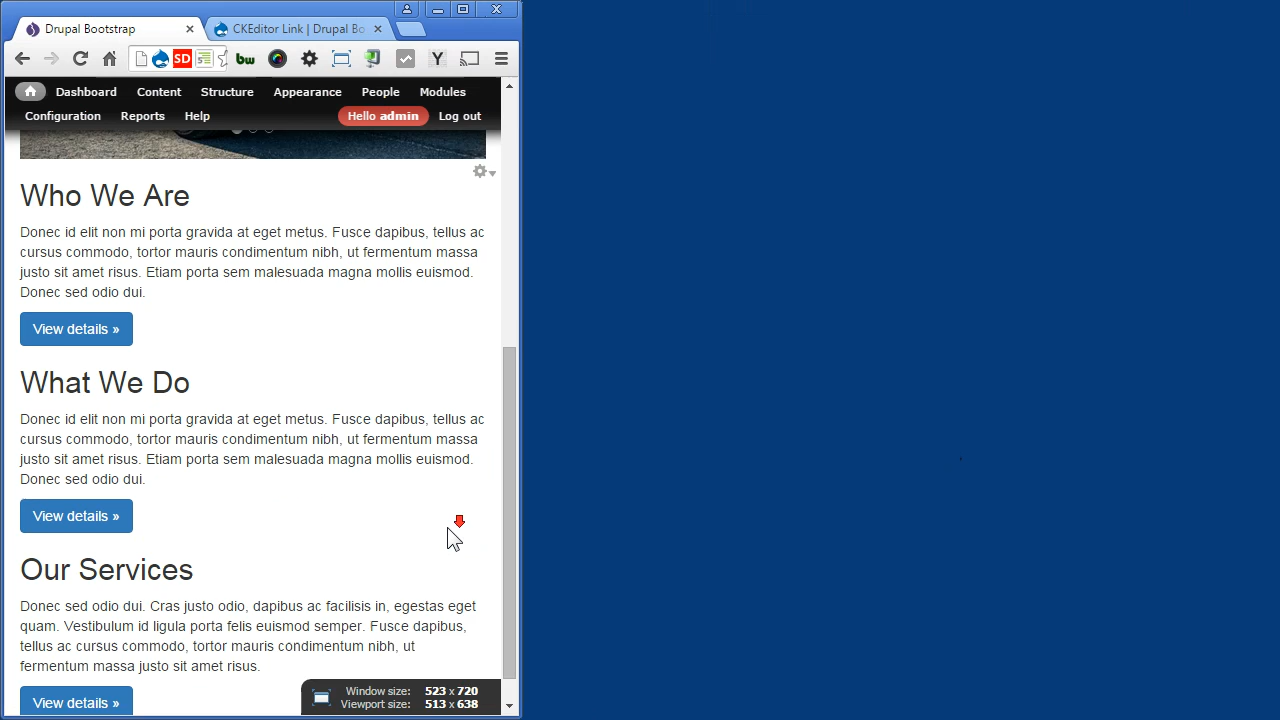 Drupal Bootstrap
CKEditor Link | Drupal Bo
SD
bw
Y
Dashboard Content Structure Appearance People Modules
Configuration Reports Help Hello admin Log out
Who We Are
Donec id elit non mi porta gravida at eget metus. Fusce dapibus, tellus ac
cursus commodo, tortor mauris condimentum nibh, ut fermentum massa
justo sit amet risus. Etiam porta sem malesuada magna mollis euismod.
Donec sed odio dui.
View details »
What We Do
Donec id elit non mi porta gravida at eget metus. Fusce dapibus, tellus ac
cursus commodo, tortor mauris condimentum nibh, ut fermentum massa
justo sit amet risus. Etiam porta sem malesuada magna mollis euismod.
Donec sed odio dui.
View details »
Our Services
Donec sed odio dui. Cras justo odio, dapibus ac facilisis in, egestas eget
quam. Vestibulum id ligula porta felis euismod semper. Fusce dapibus,
tellus ac cursus commodo, tortor mauris condimentum nibh, ut
fermentum massa justo sit amet risus.
View details »
Window size: 523 x 720
Viewport size: 513 x 638